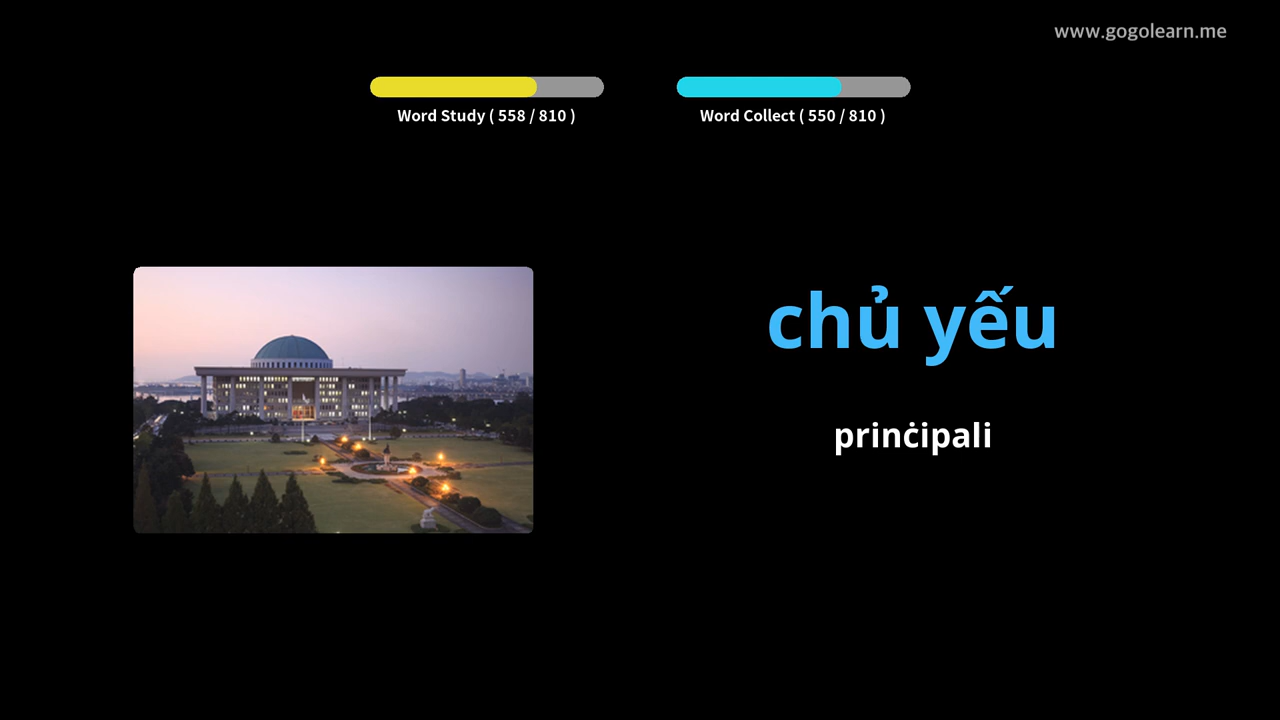 www.gogolearn.me
Word Study ( 558 / 810 )
Word Collect ( 550 / 810 )
chủ yếu
prinċipali